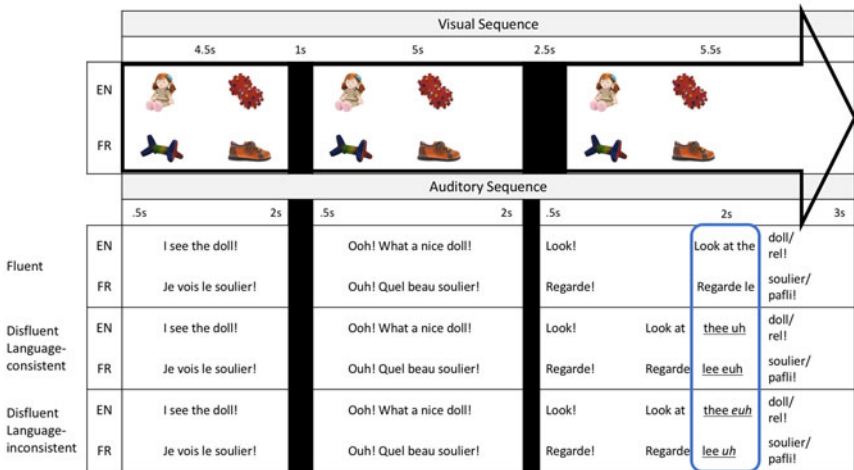 Visual Sequence
4.5s 1s 5s 2.5s 5.5s
EN
FR
Auditory Sequence
.5s 2s .5s 2s .5s 2s 3s
Fluent
EN I see the doll! Ooh! What a nice doll! Look! Look at the doll/ rel!
FR Je vois le soulier! Ouh! Quel beau soulier! Regarde! Regarde le soulier/ pafli!
Disfluent Language-consistent
EN I see the doll! Ooh! What a nice doll! Look! Look at thee uh doll/ rel!
FR Je vois le soulier! Ouh! Quel beau soulier! Regarde! Regarde lee euh soulier/ pafli!
Disfluent Language-inconsistent
EN I see the doll! Ooh! What a nice doll! Look! Look at thee euh doll/ rel!
FR Je vois le soulier! Ouh! Quel beau soulier! Regarde! Regarde lee uh soulier/ pafli!